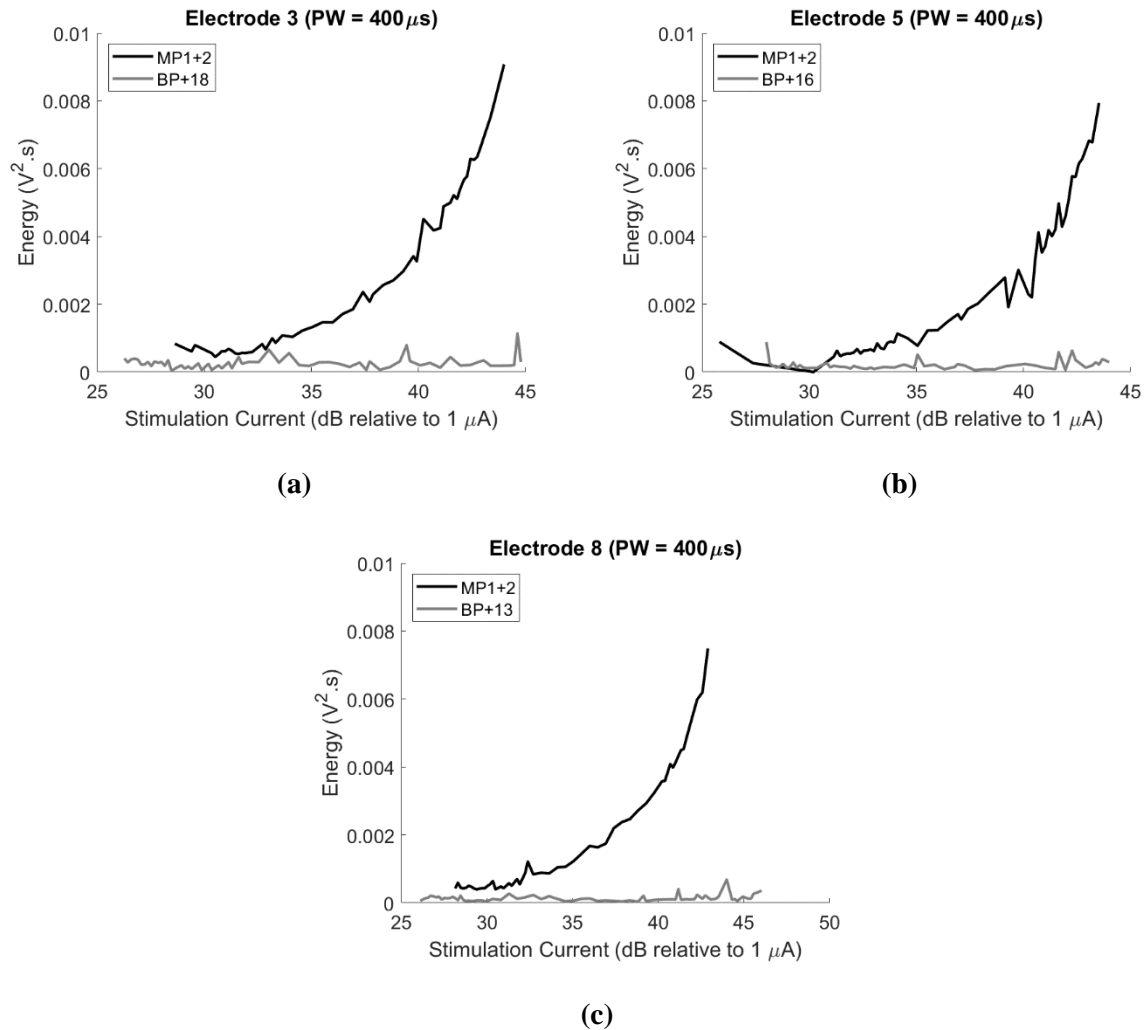 Electrode 3 (PW = 400μs)
0.01
0.008
0.006
0.004
0.002
0
Energy (V².s)
MP1+2
BP+18
25 30 35 40 45
Stimulation Current (dB relative to 1 μA)
(a)
Electrode 5 (PW = 400μs)
0.01
0.008
0.006
0.004
0.002
0
Energy (V².s)
MP1+2
BP+16
25 30 35 40 45
Stimulation Current (dB relative to 1 μA)
(b)
Electrode 8 (PW = 400μs)
0.01
0.008
0.006
0.004
0.002
0
Energy (V².s)
MP1+2
BP+13
25 30 35 40 45 50
Stimulation Current (dB relative to 1 μA)
(c)